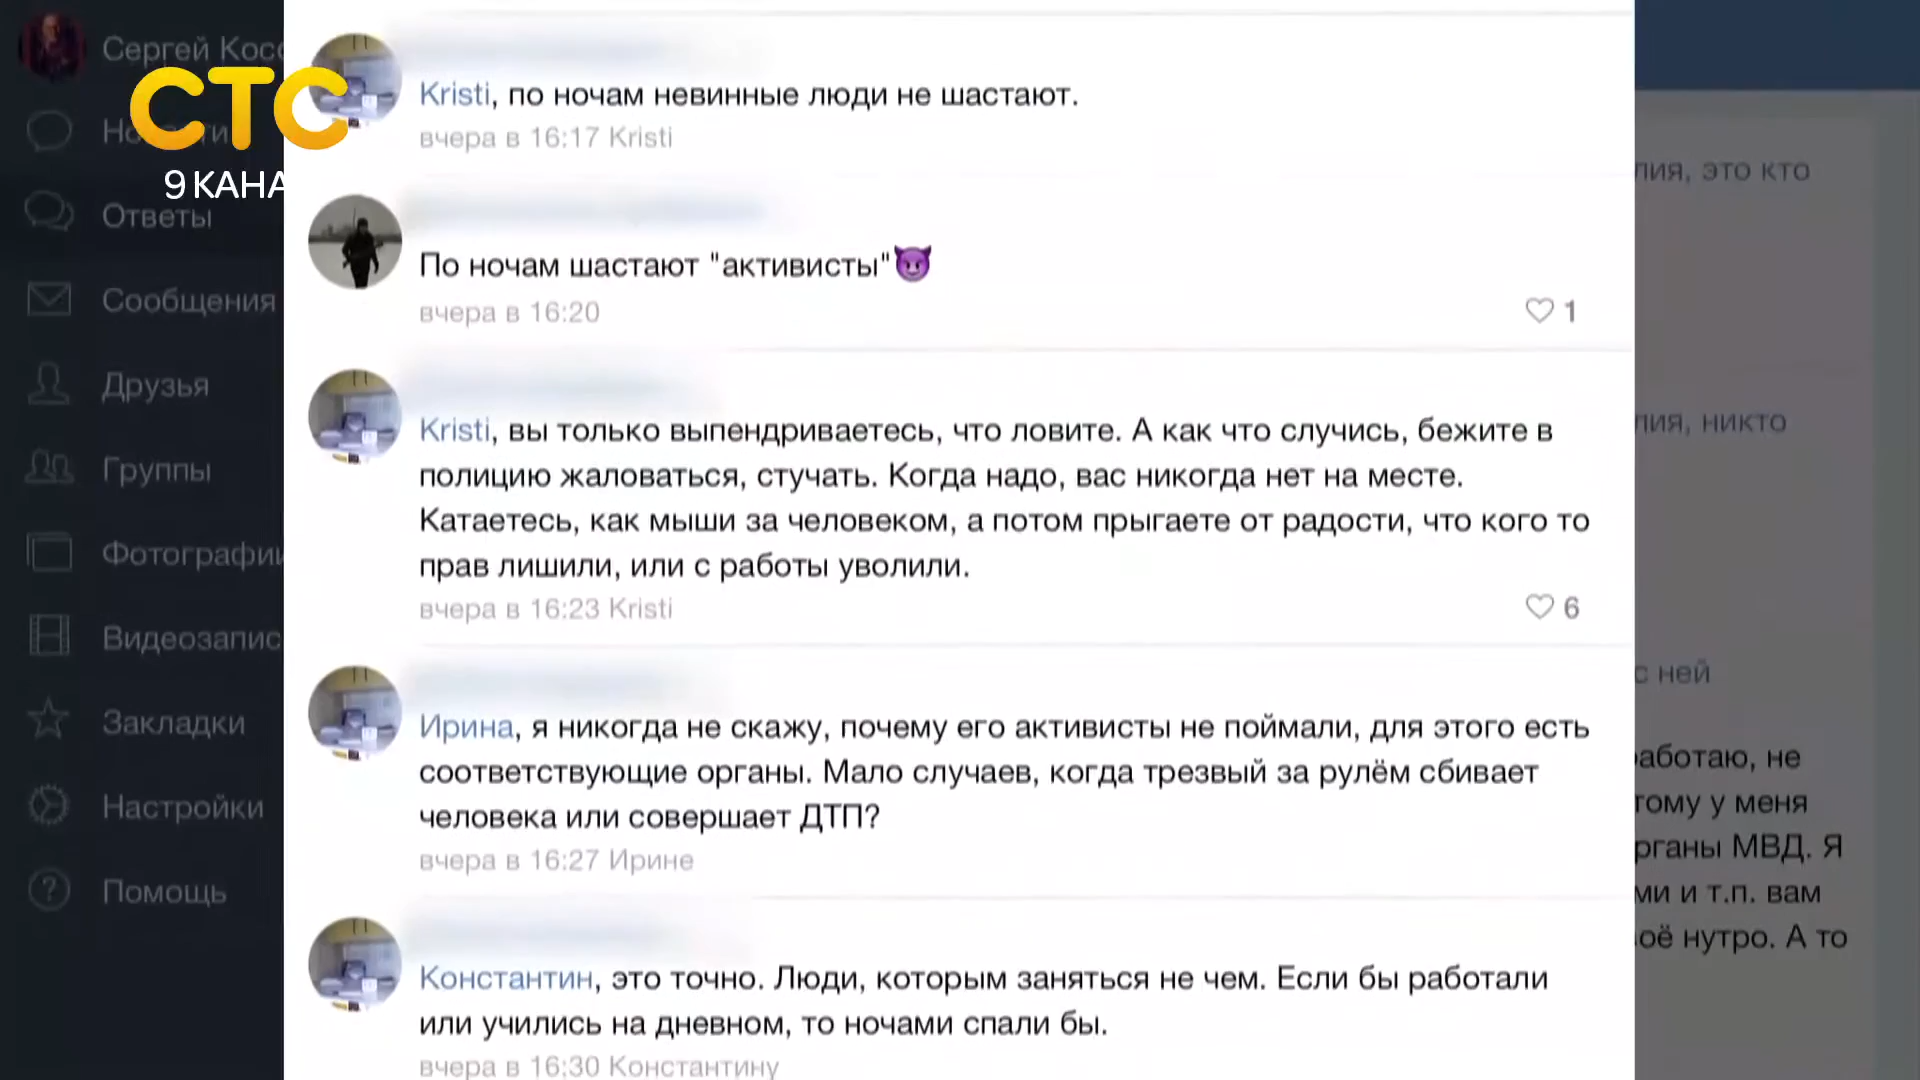 Сергей
СТС
9 КАНА
Ответы
Сообщения
Друзья
Группы
Фотографии
Видеозапис
Закладки
Настройки
Помощь
Kristi, по ночам невинные люди не шастают.
вчера в 16:17 Kristi
По ночам шастают "активисты"😈
вчера в 16:20
1
Kristi, вы только выпендриваетесь, что ловите. А как что случись, бежите в
полицию жаловаться, стучать. Когда надо, вас никогда нет на месте.
Катаетесь, как мыши за человеком, а потом прыгаете от радости, что кого то
прав лишили, или с работы уволили.
вчера в 16:23 Kristi
6
Ирина, я никогда не скажу, почему его активисты не поймали, для этого есть
соответствующие органы. Мало случаев, когда трезвый за рулём сбивает
человека или совершает ДТП?
вчера в 16:27 Ирине
Константин, это точно. Люди, которым заняться не чем. Если бы работали
или учились на дневном, то ночами спали бы.
вчера в 16:30 Константину
лия, это кто
лия, никто
с ней
аботаю, не
тому у меня
рганы МВД. Я
ми и т.п. вам
оё нутро. А то